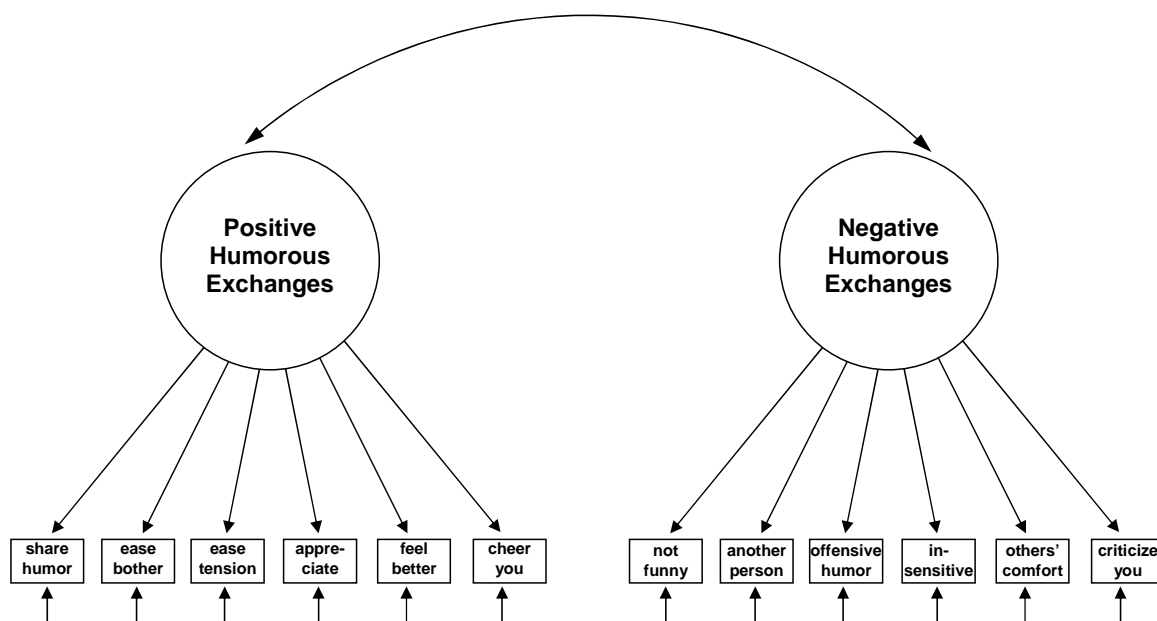 Positive
Humorous
Exchanges
Negative
Humorous
Exchanges
share
humor
ease
bother
ease
tension
appre-
ciate
feel
better
cheer
you
not
funny
another
person
offensive
humor
in-
sensitive
others’
comfort
criticize
you